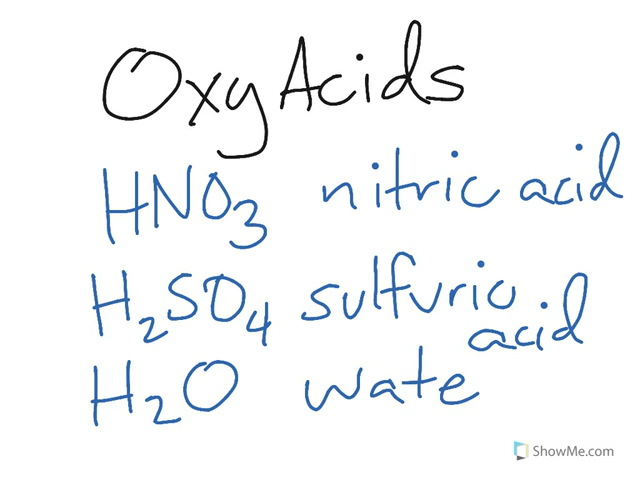 OxyAcids
HNO₃ nitric acid
H₂SO₄ sulfuric acid
H₂O wate
ShowMe.com